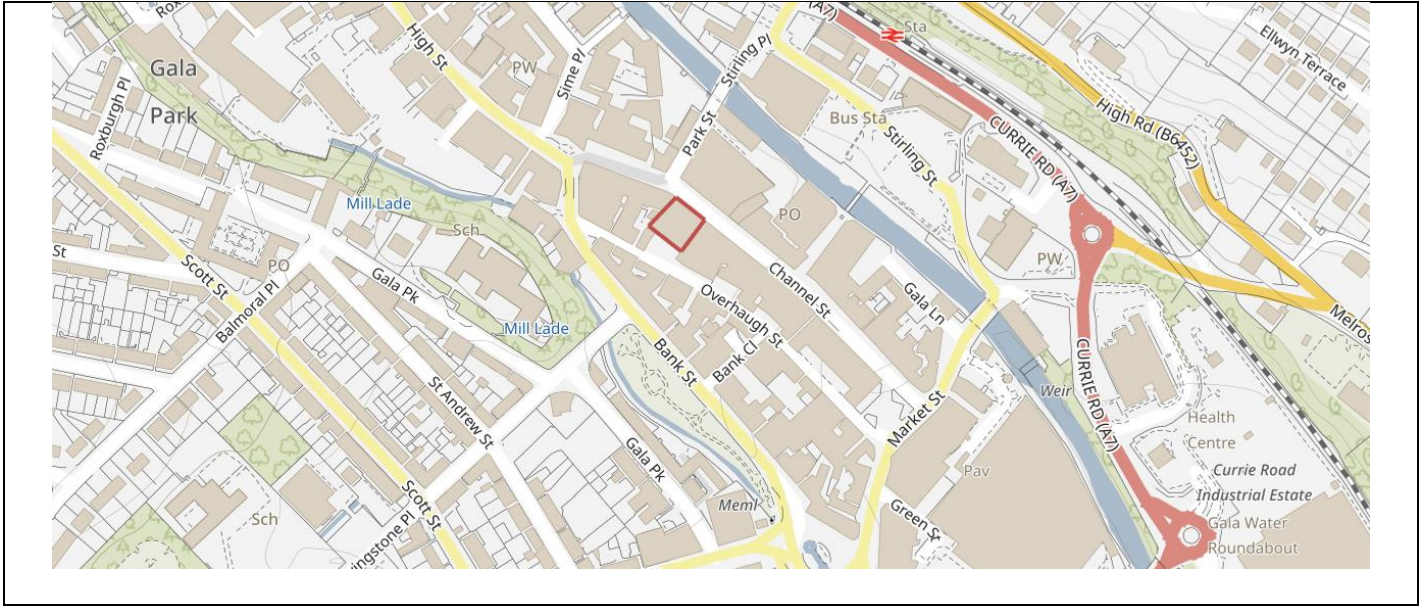 Rox
(A7)
Sta
High St
Sime Pl
Stirling Pl
Ellwyn Terrace
PW
Gala
Park
Roxburgh Pl
Park St
Bus Sta
Stirling St
CURRIE RD (A7)
High Rd (B6452)
Mill Lade
Sch
PO
PW
St
Scott St
PO
Balmoral Pl
Gala Pk
Channel St
Gala Ln
Overhaugh St
Melros
Mill Lade
Bank St
Bank Cl
CURRIE RD (A7)
Weir
St Andrew St
Market St
Health
Centre
Gala Pk
Pav
Currie Road
Industrial Estate
Scott St
Meml
Green St
Sch
ingstone Pl
Gala Water
Roundabout